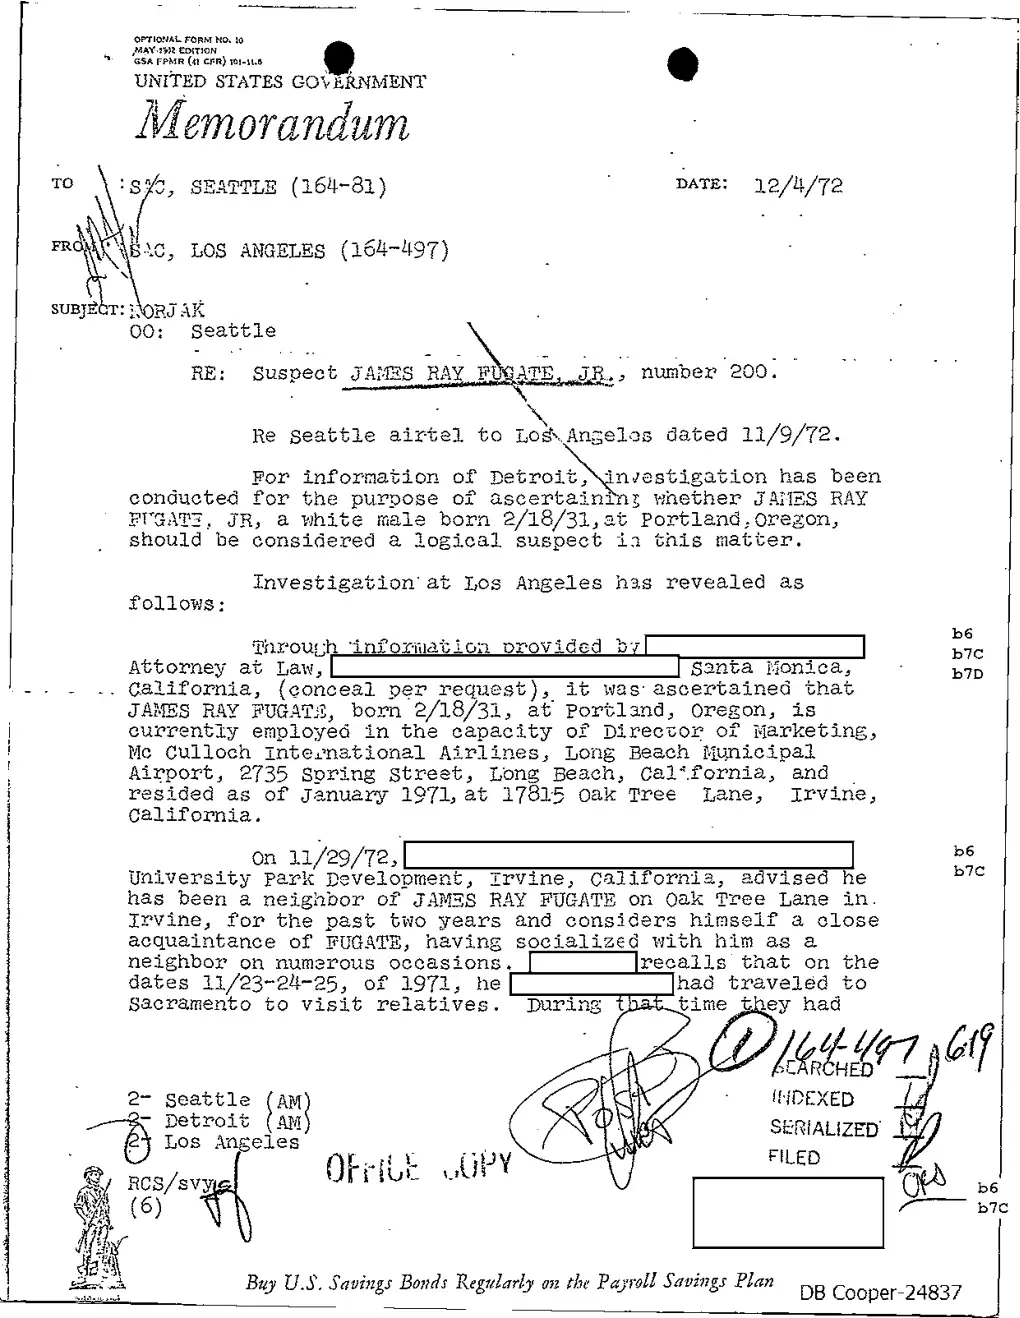 OPTIONAL FORM NO. 10
MAY 1962 EDITION
GSA FPMR (41 CFR) 101-11.6
UNITED STATES GOVERNMENT
Memorandum
TO : SAC, SEATTLE (164-81) DATE: 12/4/72
FROM : SAC, LOS ANGELES (164-497)
SUBJECT: NORJAK
OO: Seattle
RE: Suspect JAMES RAY FUGATE, JR., number 200.
Re Seattle airtel to Los Angeles dated 11/9/72.
For information of Detroit, investigation has been
conducted for the purpose of ascertaining whether JAMES RAY
FUGATE, JR, a white male born 2/18/31, at Portland, Oregon,
should be considered a logical suspect in this matter.
Investigation at Los Angeles has revealed as
follows:
Through information provided by
Attorney at Law, Santa Monica,
California, (conceal per request), it was ascertained that
JAMES RAY FUGATE, born 2/18/31, at Portland, Oregon, is
currently employed in the capacity of Director of Marketing,
Mc Culloch International Airlines, Long Beach Municipal
Airport, 2735 Spring Street, Long Beach, California, and
resided as of January 1971, at 17815 Oak Tree Lane, Irvine,
California.
b6
b7C
b7D
On 11/29/72,
University Park Development, Irvine, California, advised he
has been a neighbor of JAMES RAY FUGATE on Oak Tree Lane in
Irvine, for the past two years and considers himself a close
acquaintance of FUGATE, having socialized with him as a
neighbor on numerous occasions. recalls that on the
dates 11/23-24-25, of 1971, he had traveled to
Sacramento to visit relatives. During that time they had
b6
b7C
1 164-497 619
SEARCHED
INDEXED
SERIALIZED
FILED
2- Seattle (AM)
2- Detroit (AM)
2- Los Angeles
RCS/svy
(6)
OFFICE COPY
b6
b7C
Buy U.S. Savings Bonds Regularly on the Payroll Savings Plan
DB Cooper-24837